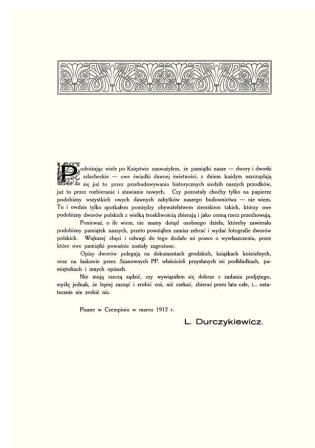 Podróżując wiele po Księstwie zauważyłem, że pamiątki nasze — dwory i dworki
szlacheckie — owe świadki dawnej świetności, z dniem każdym uszczuplają
się już to przez przebudowywania historycznych siedzib naszych przodków,
już to przez rozbieranie i stawianie nowych. Czy pozostały choćby tylko na papierze
podobizny wszystkich owych dawnych zabytków naszego budownictwa — nie wiem.
Tu i owdzie tylko spotkałem pomiędzy obywatelstwem ziemskiem takich, którzy owe
podobizny dworów polskich z wielką troskliwością zbierają i jako cenną rzecz przechowują.
Ponieważ, o ile wiem, nie mamy dotąd osobnego dzieła, któreby zawierało
podobizny pamiątek naszych, przeto powziąłem zamiar zebrać i wydać fotografie dworów
polskich. Większej chęci i odwagi do tego dodało mi prawo o wywłaszczeniu, przez
które owe pamiątki poważnie zostały zagrożone.
Opisy dworów polegają na dokumentach grodzkich, książkach kościelnych,
oraz na łaskawie przez Szanownych PP. właścicieli przysłanych mi podkładkach, pa-
miętnikach i innych opisach.
Nie moją rzeczą sądzić, czy wywiązałem się dobrze z zadania podjętego,
myślę jednak, że lepiej zacząć i zrobić coś, niż czekać, zbierać przez lata całe, i... osta-
tecznie nie zrobić nic.
Pisane w Czempiniu w marcu 1912 r.
L. Durczykiewicz.